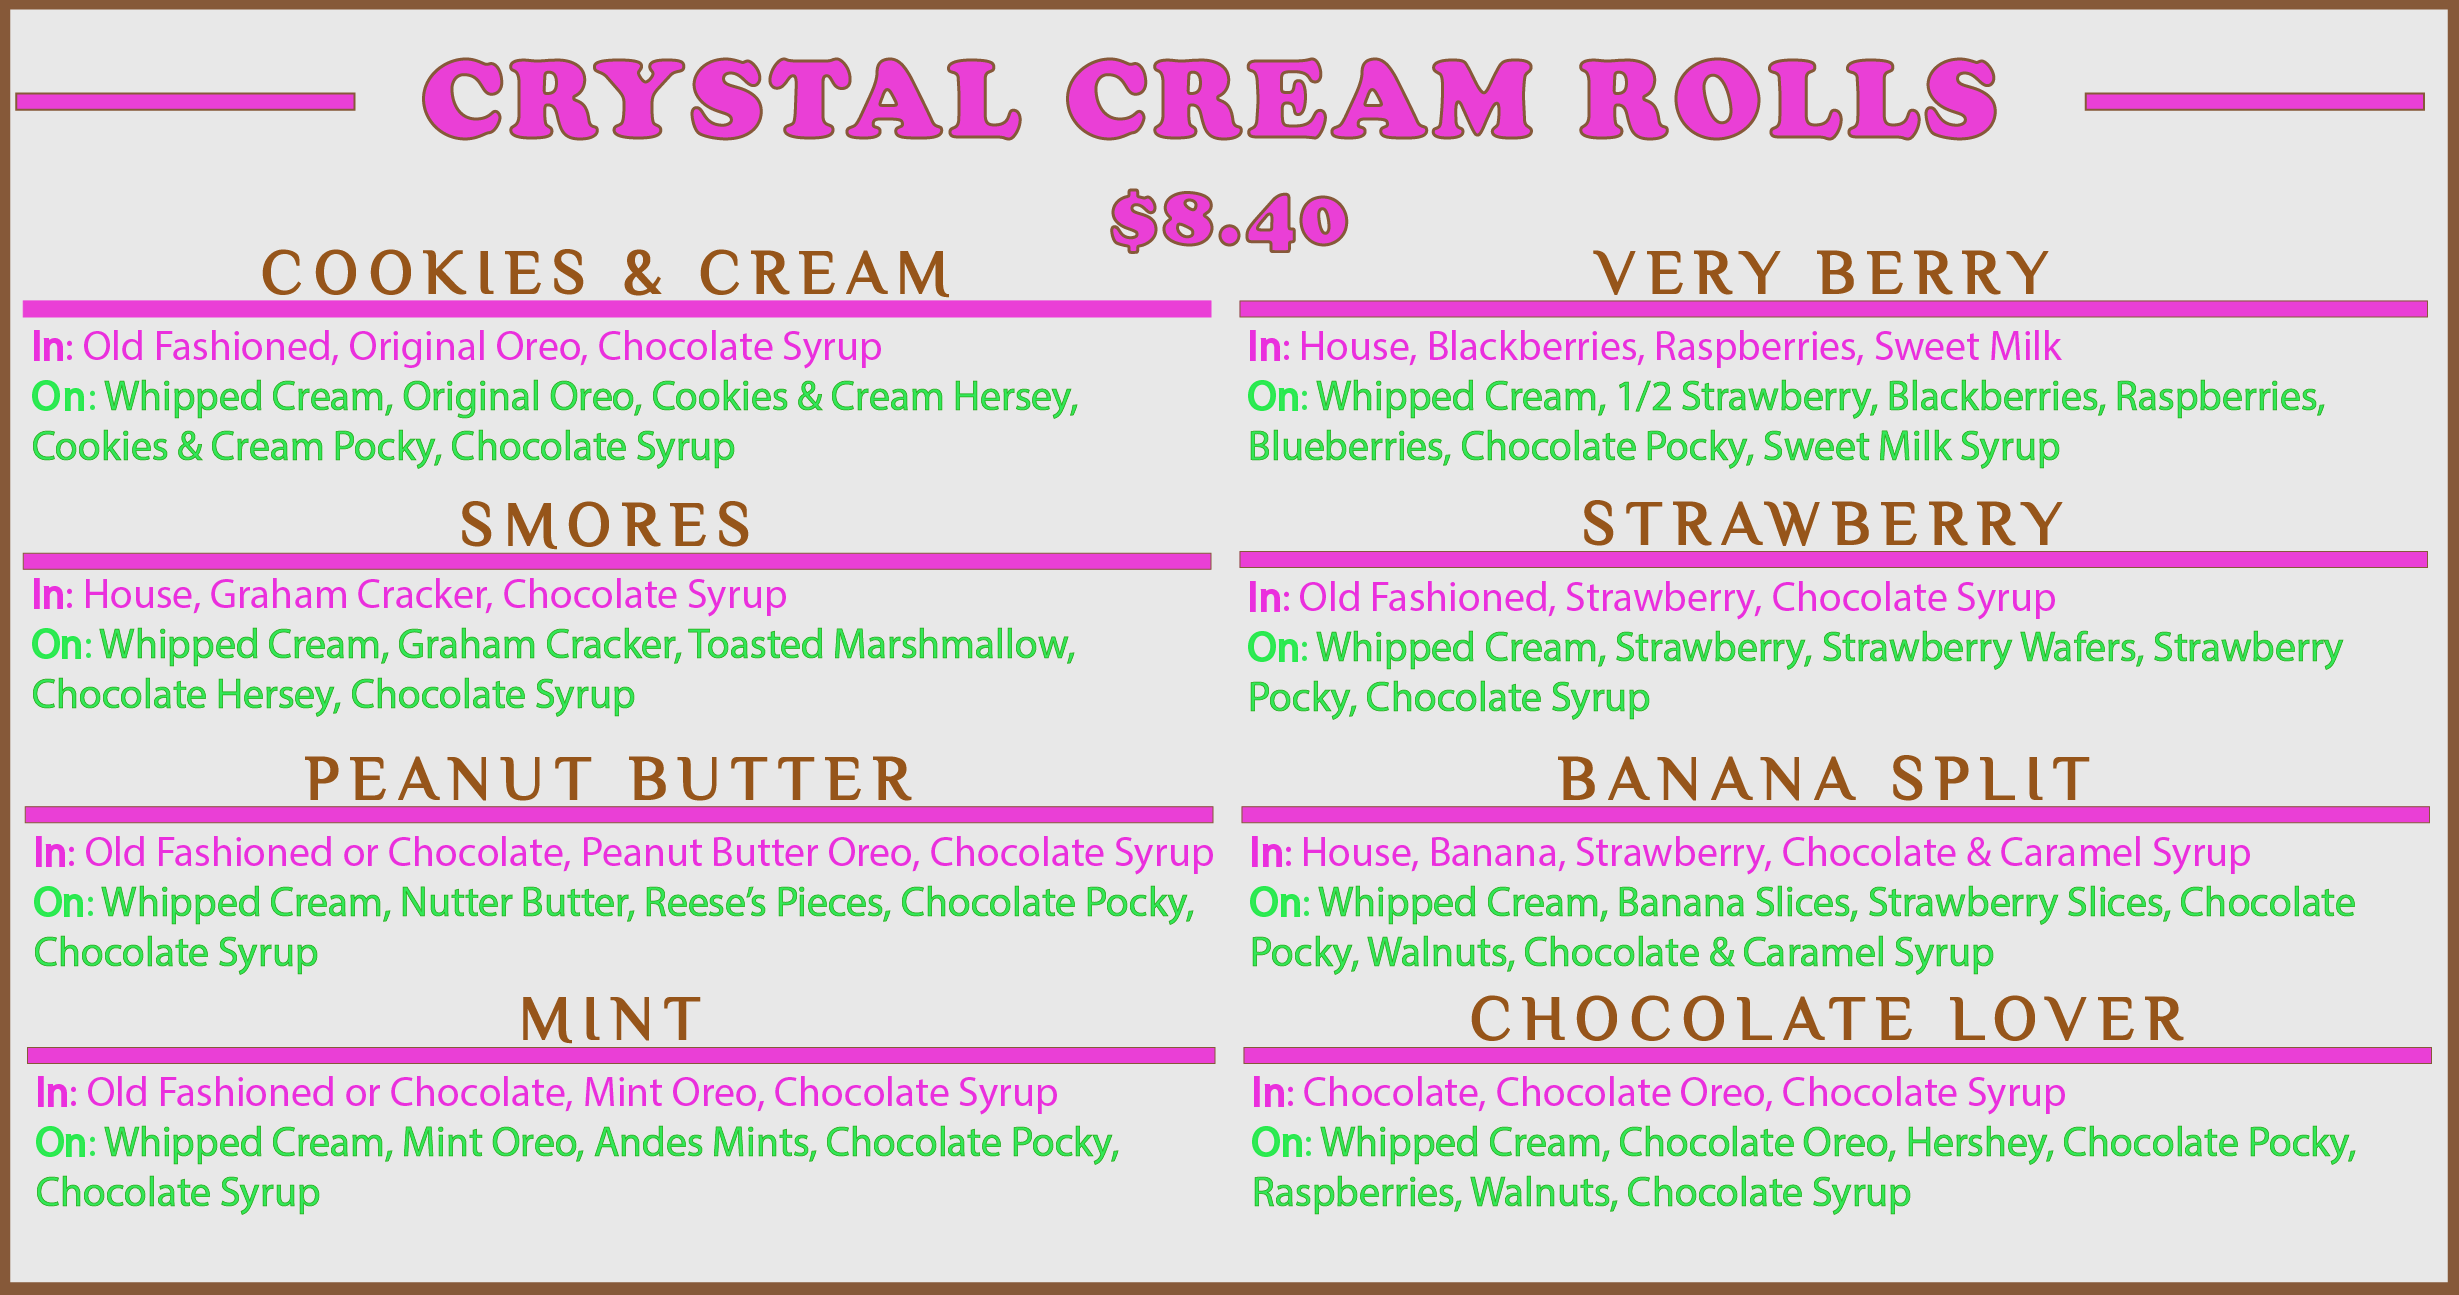 CRYSTAL CREAM ROLLS
$8.40
COOKIES & CREAM
In: Old Fashioned, Original Oreo, Chocolate Syrup
On: Whipped Cream, Original Oreo, Cookies & Cream Hersey,
Cookies & Cream Pocky, Chocolate Syrup
SMORES
In: House, Graham Cracker, Chocolate Syrup
On: Whipped Cream, Graham Cracker, Toasted Marshmallow,
Chocolate Hersey, Chocolate Syrup
PEANUT BUTTER
In: Old Fashioned or Chocolate, Peanut Butter Oreo, Chocolate Syrup
On: Whipped Cream, Nutter Butter, Reese’s Pieces, Chocolate Pocky,
Chocolate Syrup
MINT
In: Old Fashioned or Chocolate, Mint Oreo, Chocolate Syrup
On: Whipped Cream, Mint Oreo, Andes Mints, Chocolate Pocky,
Chocolate Syrup
VERY BERRY
In: House, Blackberries, Raspberries, Sweet Milk
On: Whipped Cream, 1/2 Strawberry, Blackberries, Raspberries,
Blueberries, Chocolate Pocky, Sweet Milk Syrup
STRAWBERRY
In: Old Fashioned, Strawberry, Chocolate Syrup
On: Whipped Cream, Strawberry, Strawberry Wafers, Strawberry
Pocky, Chocolate Syrup
BANANA SPLIT
In: House, Banana, Strawberry, Chocolate & Caramel Syrup
On: Whipped Cream, Banana Slices, Strawberry Slices, Chocolate
Pocky, Walnuts, Chocolate & Caramel Syrup
CHOCOLATE LOVER
In: Chocolate, Chocolate Oreo, Chocolate Syrup
On: Whipped Cream, Chocolate Oreo, Hershey, Chocolate Pocky,
Raspberries, Walnuts, Chocolate Syrup